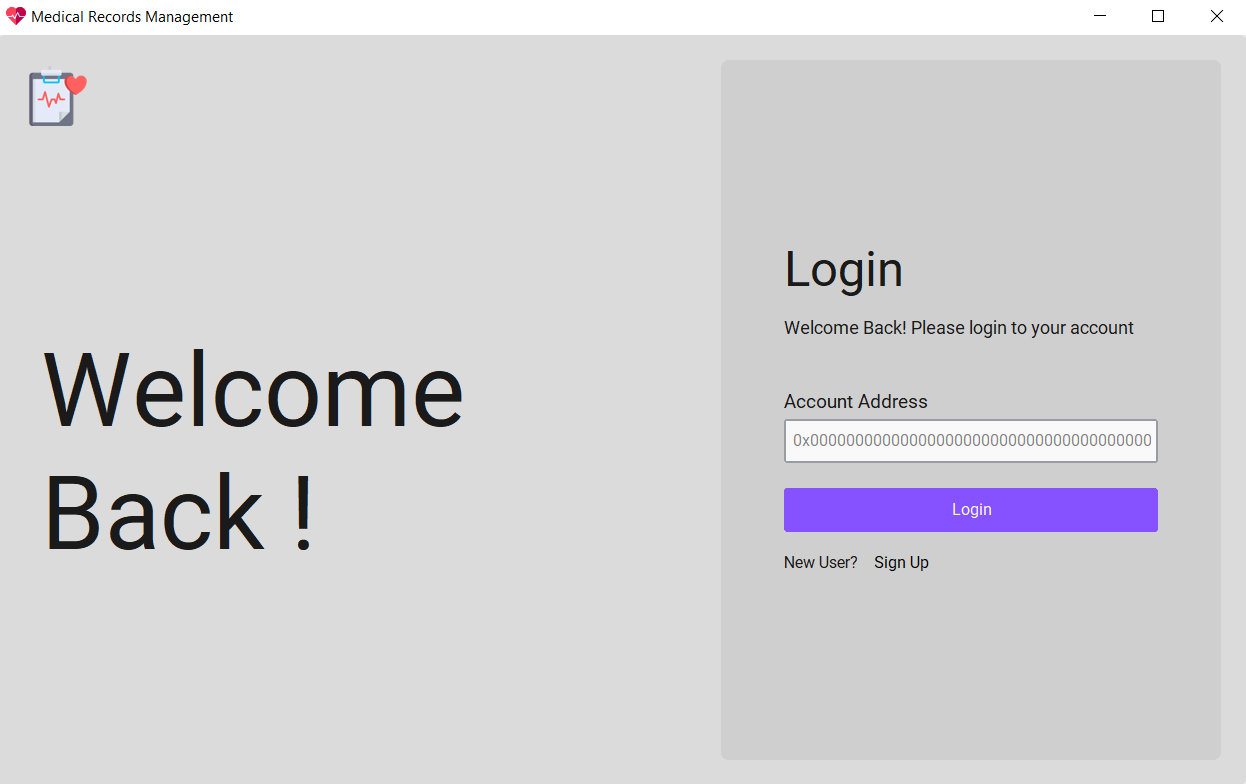 Medical Records Management
Welcome
Back !
Login
Welcome Back! Please login to your account
Account Address
0x00000000000000000000000000000000000000
Login
New User? Sign Up